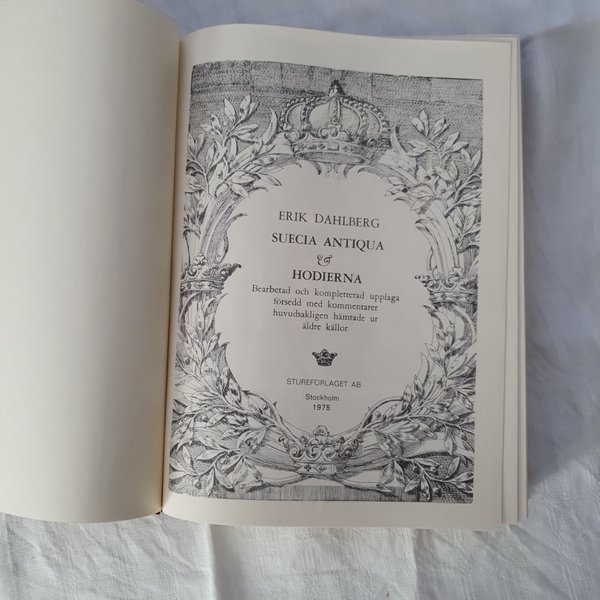 ERIK DAHLBERG
SUECIA ANTIQUA
&
HODIERNA
Bearbetad och kompletterad upplaga
försedd med kommentarer
huvudsakligen hämtade ur
äldre källor
STUREFÖRLAGET AB
Stockholm
1975